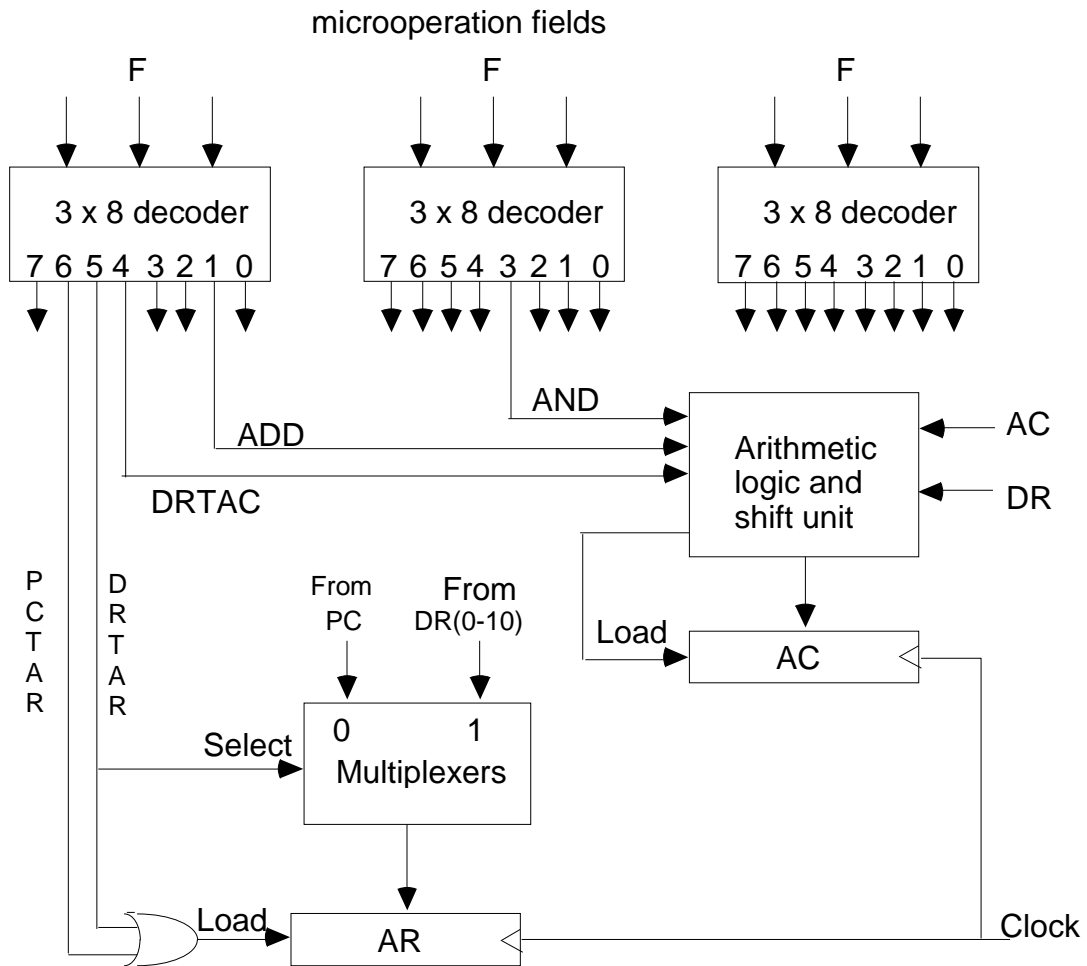 microoperation fields
F F F
3 x 8 decoder 3 x 8 decoder 3 x 8 decoder
7 6 5 4 3 2 1 0 7 6 5 4 3 2 1 0 7 6 5 4 3 2 1 0
AND
ADD
DRTAC
Arithmetic
logic and
shift unit
AC
DR
PCTAR
DRTAR
From
PC
From
DR(0-10)
Load
AC
0 1
Select
Multiplexers
Load
AR
Clock